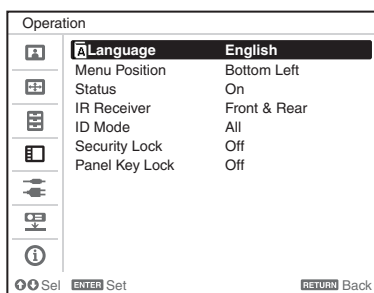 Operation
A Language English
Menu Position Bottom Left
Status On
IR Receiver Front & Rear
ID Mode All
Security Lock Off
Panel Key Lock Off
Sel ENTER Set RETURN Back